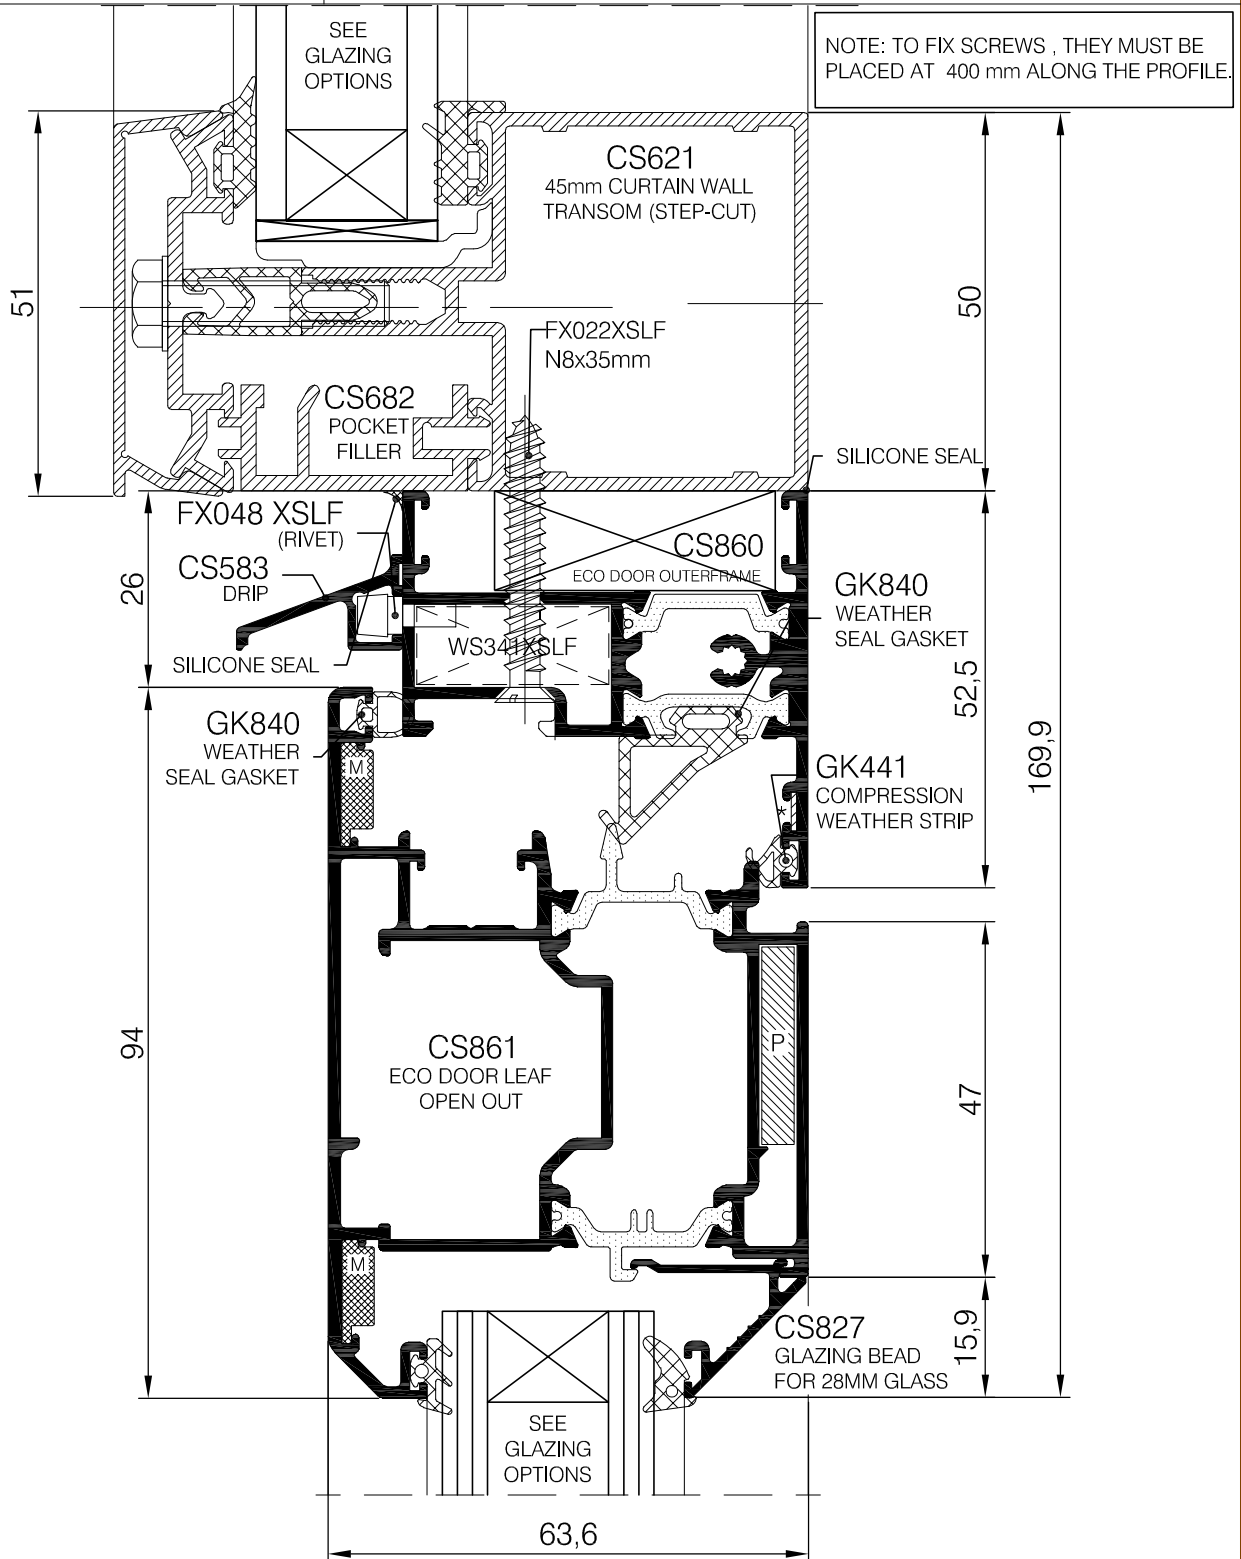 SEE
GLAZING
OPTIONS
NOTE: TO FIX SCREWS , THEY MUST BE
PLACED AT 400 mm ALONG THE PROFILE.
CS621
45mm CURTAIN WALL
TRANSOM (STEP-CUT)
51
50
FX022XSLF
N8x35mm
CS682
POCKET
FILLER
SILICONE SEAL
FX048 XSLF
(RIVET)
CS860
ECO DOOR OUTERFRAME
CS583
DRIP
26
GK840
WEATHER
SEAL GASKET
WS341XSLF
SILICONE SEAL
52,5
169,9
GK840
WEATHER
SEAL GASKET
M
GK441
COMPRESSION
WEATHER STRIP
*
94
CS861
ECO DOOR LEAF
OPEN OUT
P
47
M
CS827
GLAZING BEAD
FOR 28MM GLASS
15,9
SEE
GLAZING
OPTIONS
63,6